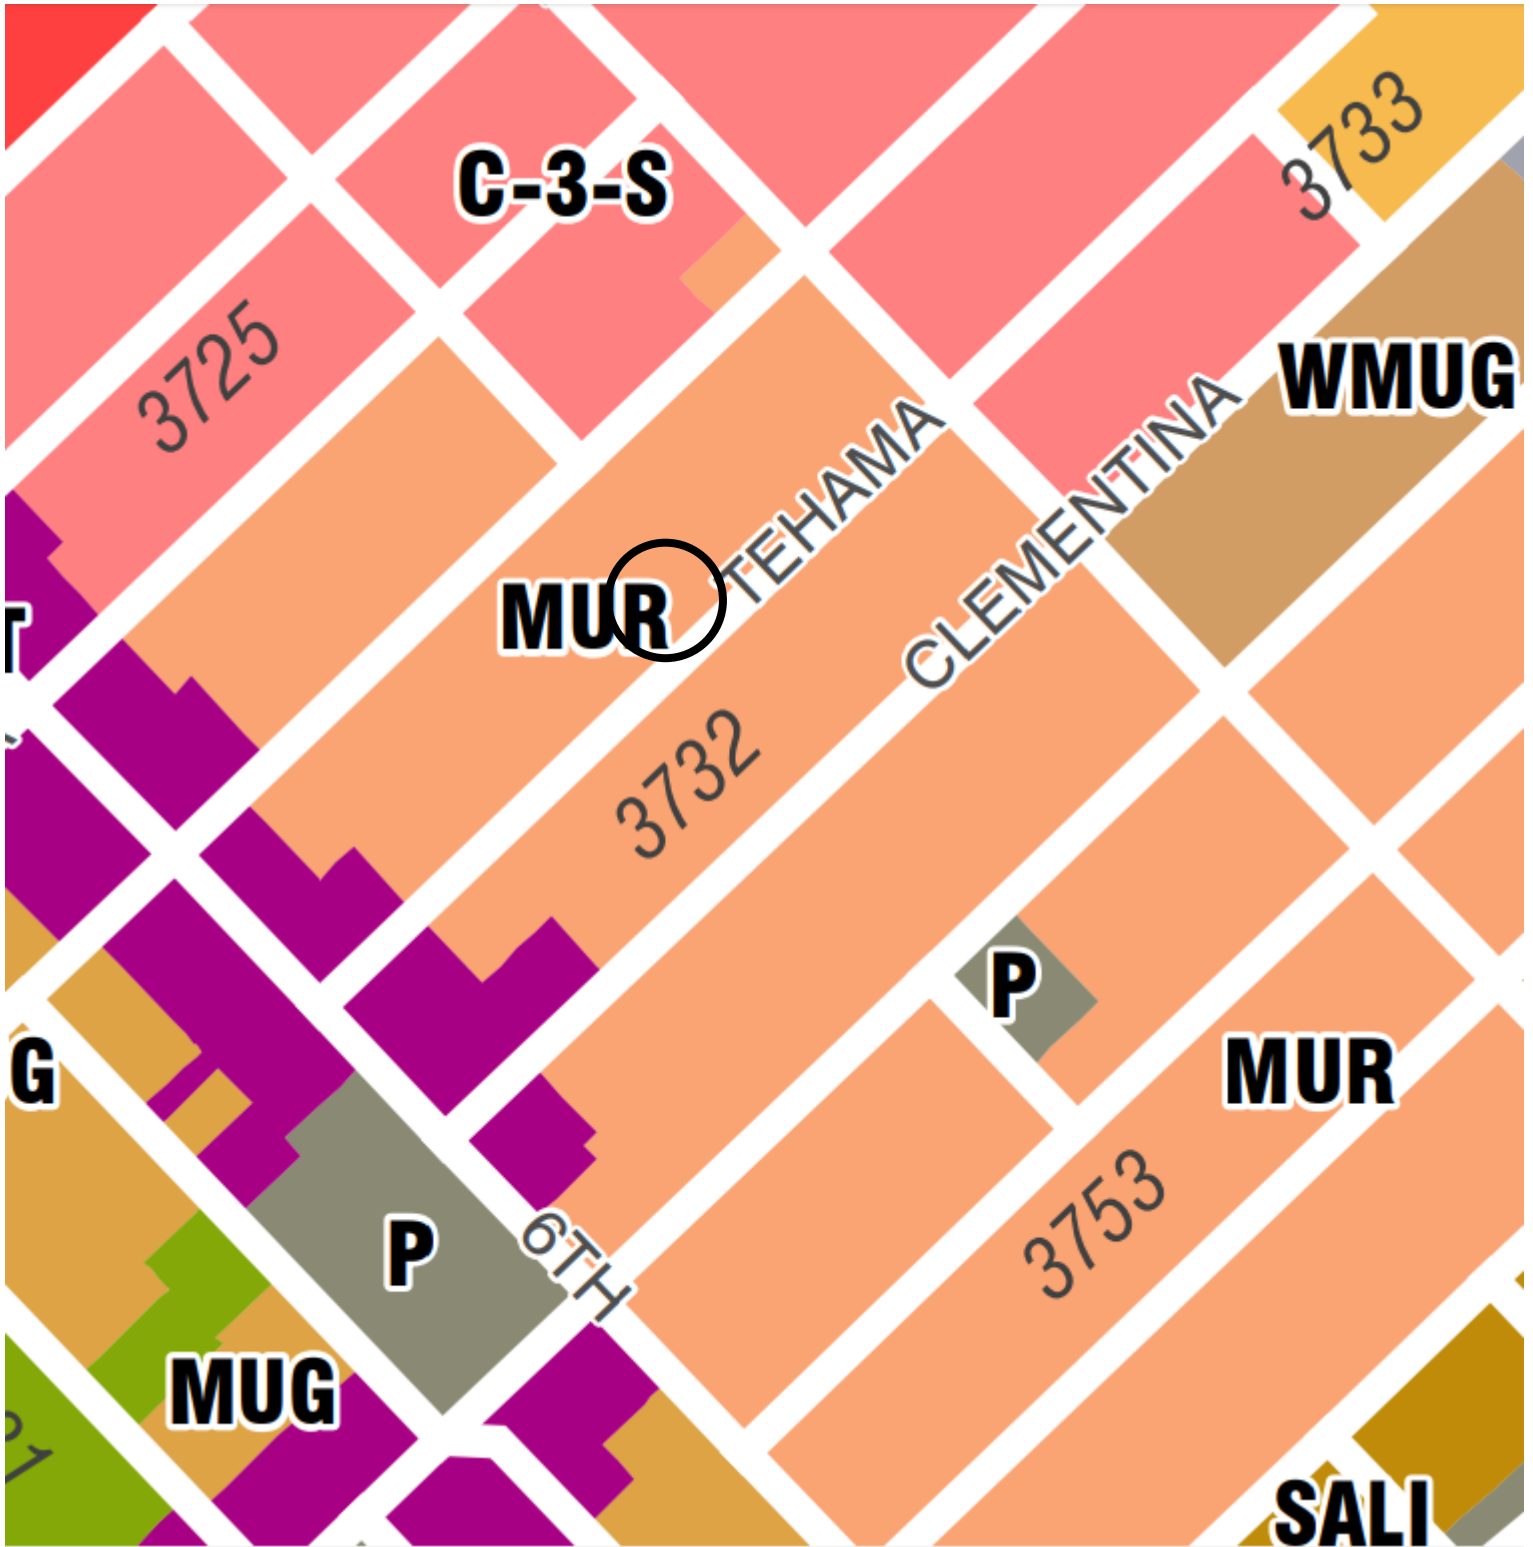 3733
C-3-S
3725
WMUG
TEHAMA
CLEMENTINA
MUR
T
3732
P
G
MUR
3753
6TH
P
MUG
SALI